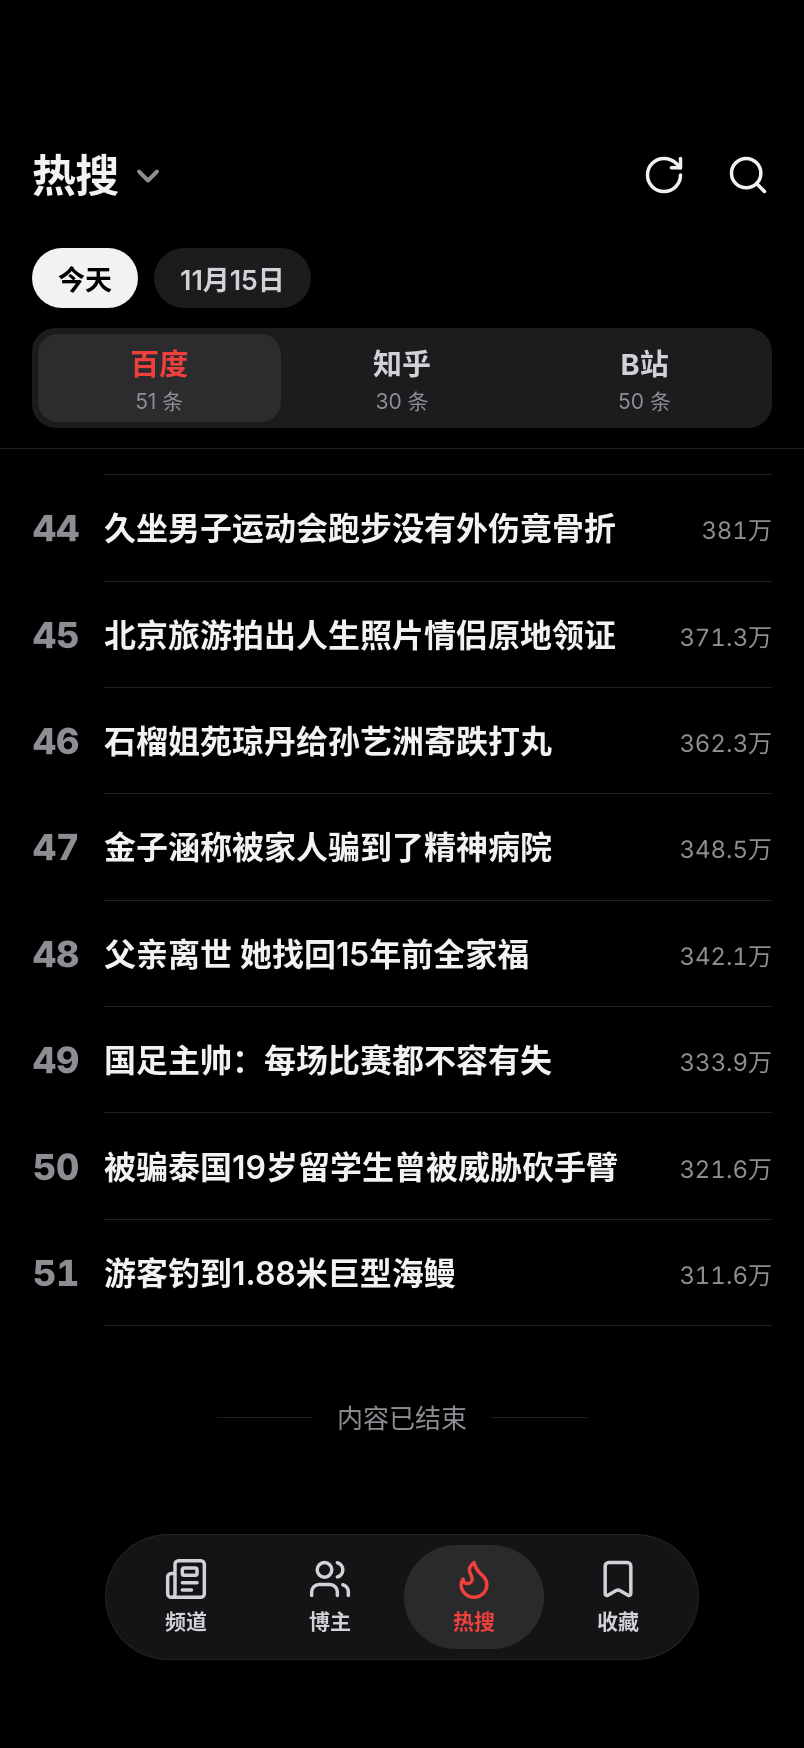 热搜
今天 11月15日
百度 知乎 B站
51 条 30 条 50 条
44 久坐男子运动会跑步没有外伤竟骨折 381万
45 北京旅游拍出人生照片情侣原地领证 371.3万
46 石榴姐苑琼丹给孙艺洲寄跌打丸 362.3万
47 金子涵称被家人骗到了精神病院 348.5万
48 父亲离世 她找回15年前全家福 342.1万
49 国足主帅：每场比赛都不容有失 333.9万
50 被骗泰国19岁留学生曾被威胁砍手臂 321.6万
51 游客钓到1.88米巨型海鳗 311.6万
内容已结束
频道 博主 热搜 收藏